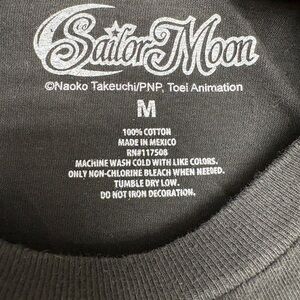 Sailor Moon
©Naoko Takeuchi/PNP, Toei Animation
M
100% COTTON
MADE IN MEXICO
RN#117508
MACHINE WASH COLD WITH LIKE COLORS.
ONLY NON-CHLORINE BLEACH WHEN NEEDED.
TUMBLE DRY LOW.
DO NOT IRON DECORATION.